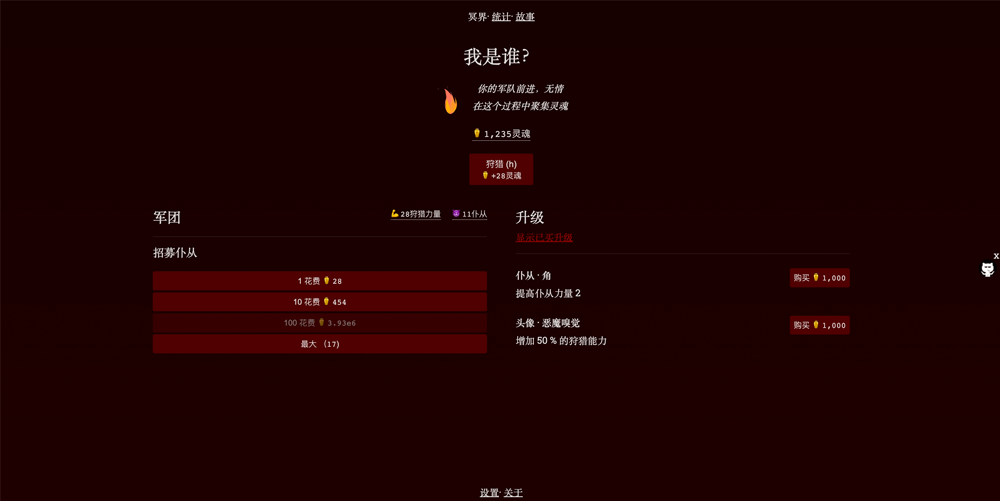 冥界· 统计· 故事
我是谁?
你的军队前进，无情
在这个过程中聚集灵魂
1,235灵魂
狩猎 (h)
+28灵魂
军团
28狩猎力量
11仆从
招募仆从
1 花费 28
10 花费 454
100 花费 3.93e6
最大 (17)
升级
显示已买升级
仆从 · 角
购买 1,000
提高仆从力量 2
头像 · 恶魔嗅觉
购买 1,000
增加 50 % 的狩猎能力
x
设置· 关于